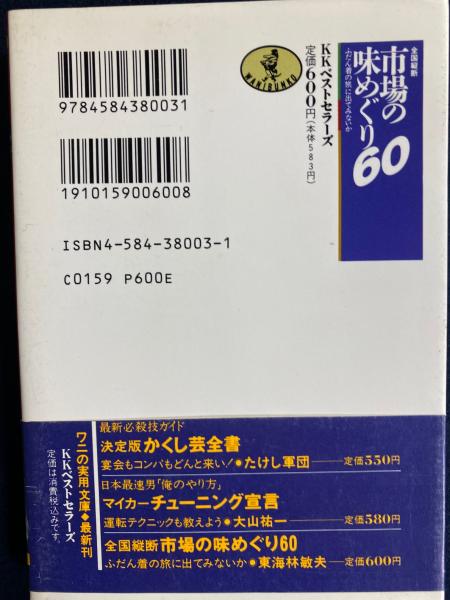 全国縦断
市場の
味めぐり60
ふだん着の旅に出てみないか
WANIBUNKO
KKベストセラーズ
定価600円(本体583円)
9784584380031
1910159006008
ISBN4-584-38003-1
C0159 P600E
ワニの実用文庫◆最新刊
KKベストセラーズ
定価は消費税込みです。
最新必殺技ガイド
決定版かくし芸全書
宴会もコンパもどんと来い!●たけし軍団——定価550円
日本最速男「俺のやり方」
マイカーチューニング宣言
運転テクニックも教えよう●大山祐一——定価580円
全国縦断市場の味めぐり60
ふだん着の旅に出てみないか●東海林敏夫—定価600円